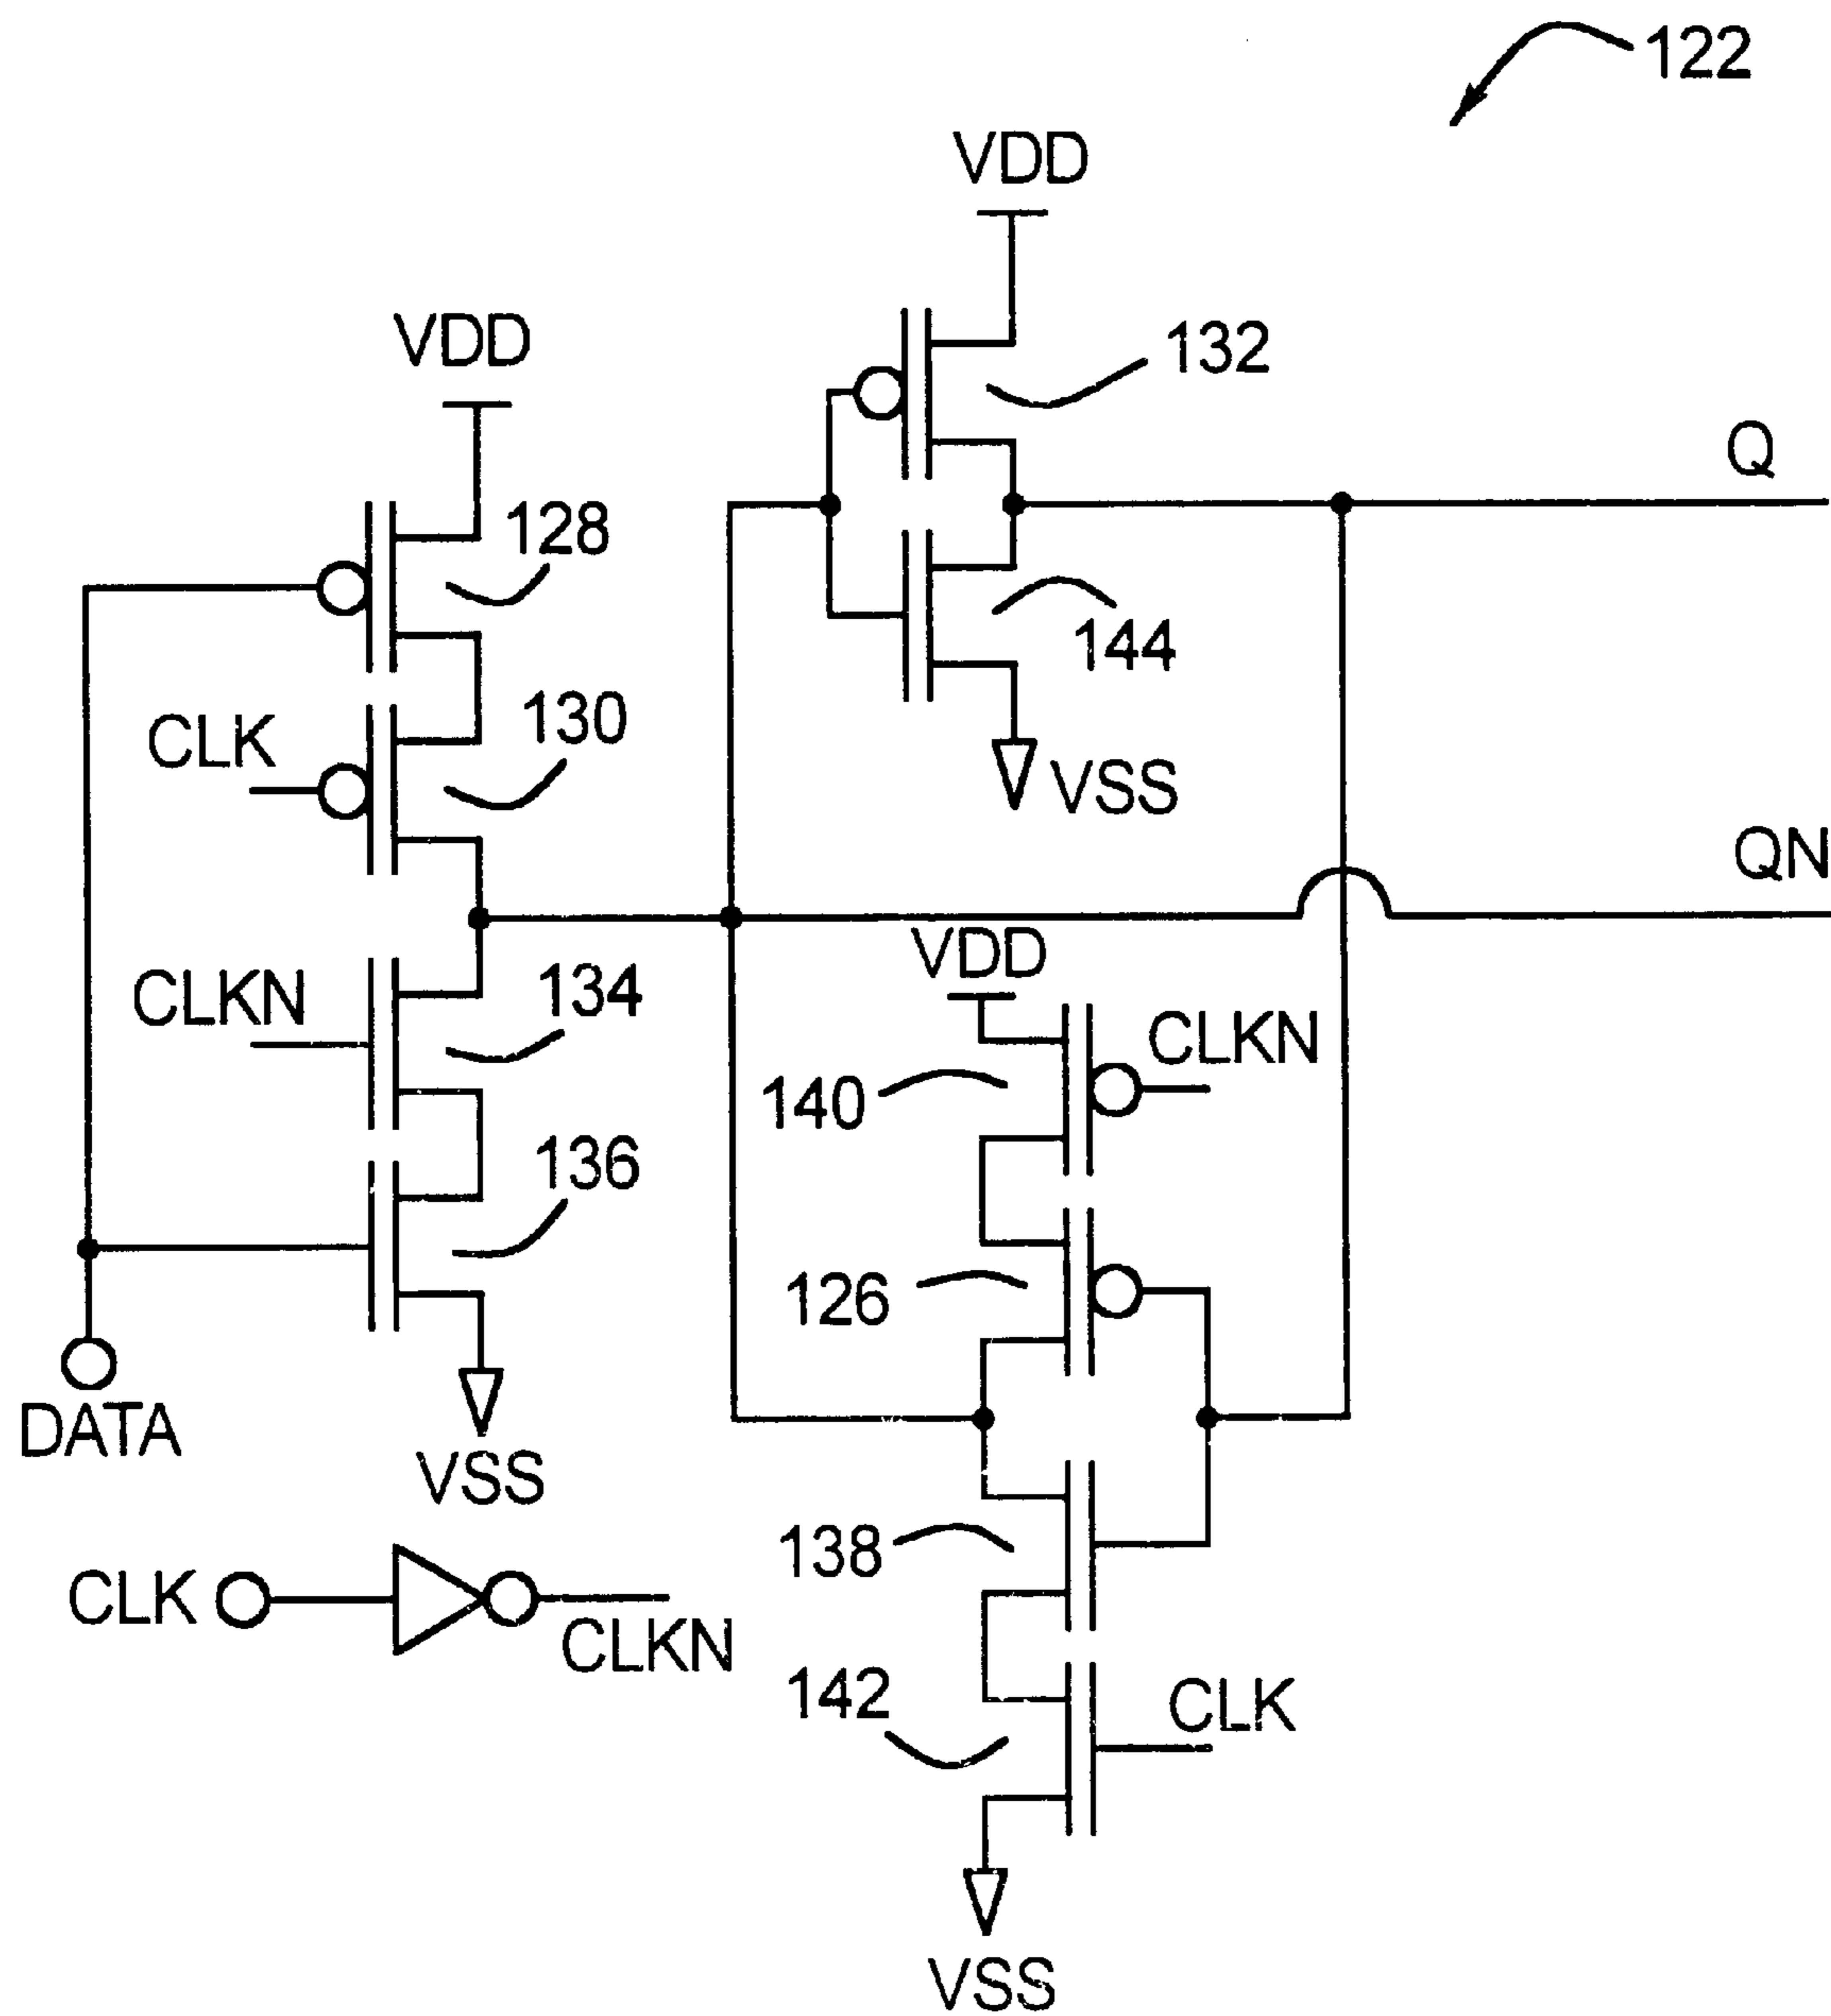 122
VDD
VDD
132
Q
128
144
CLK
130
VSS
QN
VDD
CLKN
134
CLKN
140
136
126
DATA
VSS
138
CLK
CLKN
142
CLK
VSS